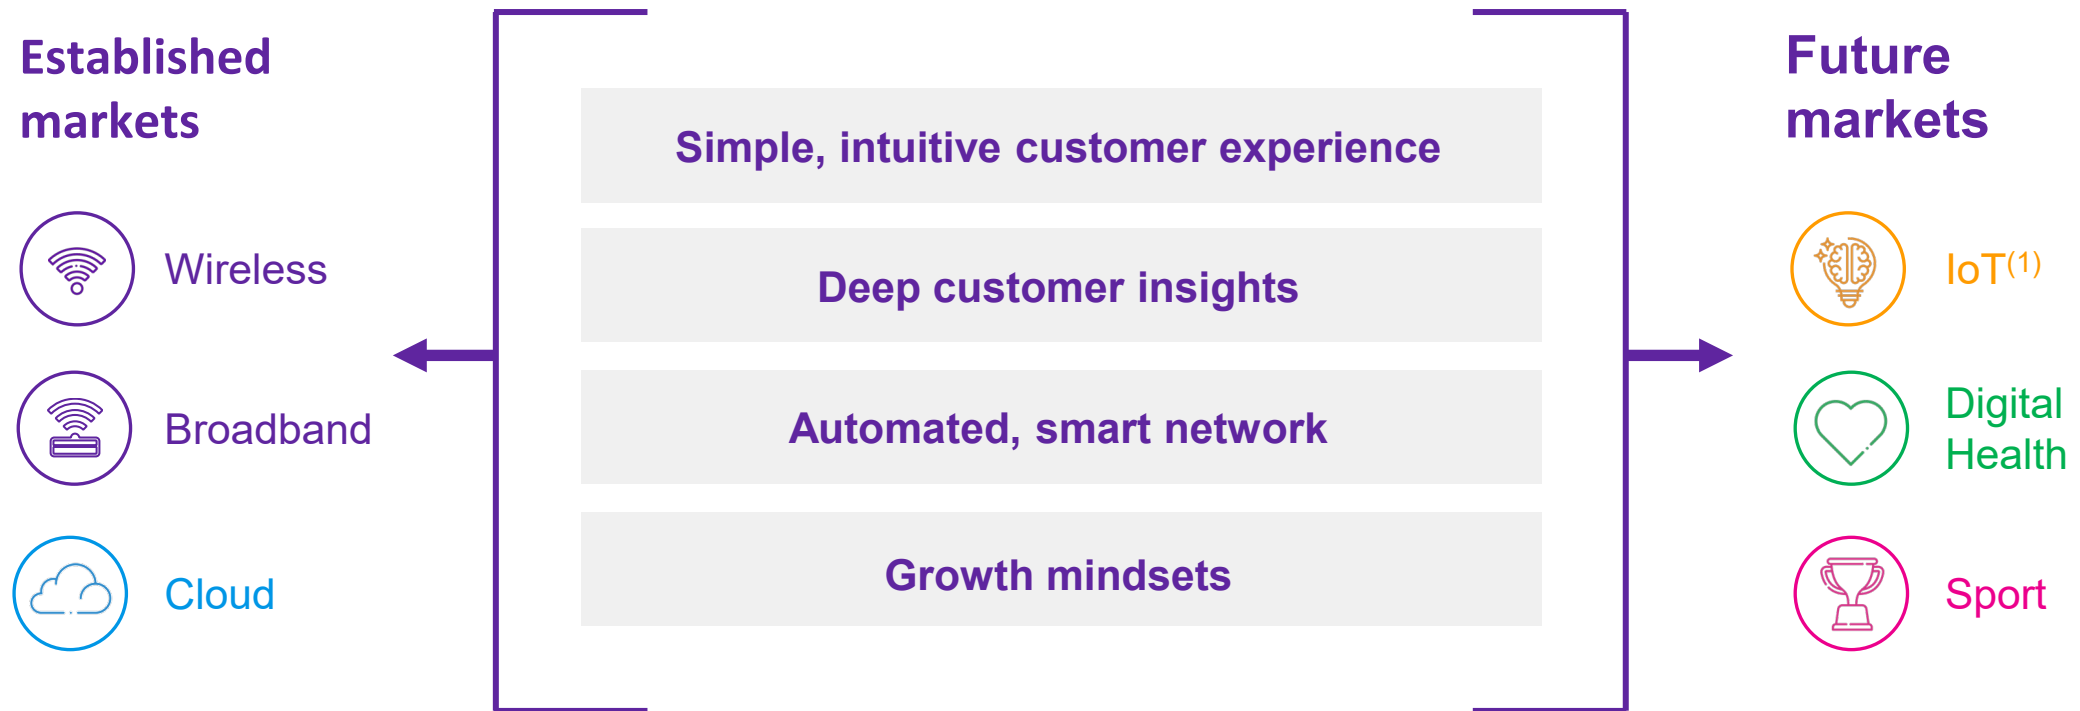 Established
markets
Wireless
Broadband
Cloud
Simple, intuitive customer experience
Deep customer insights
Automated, smart network
Growth mindsets
Future
markets
IoT(1)
Digital
Health
Sport